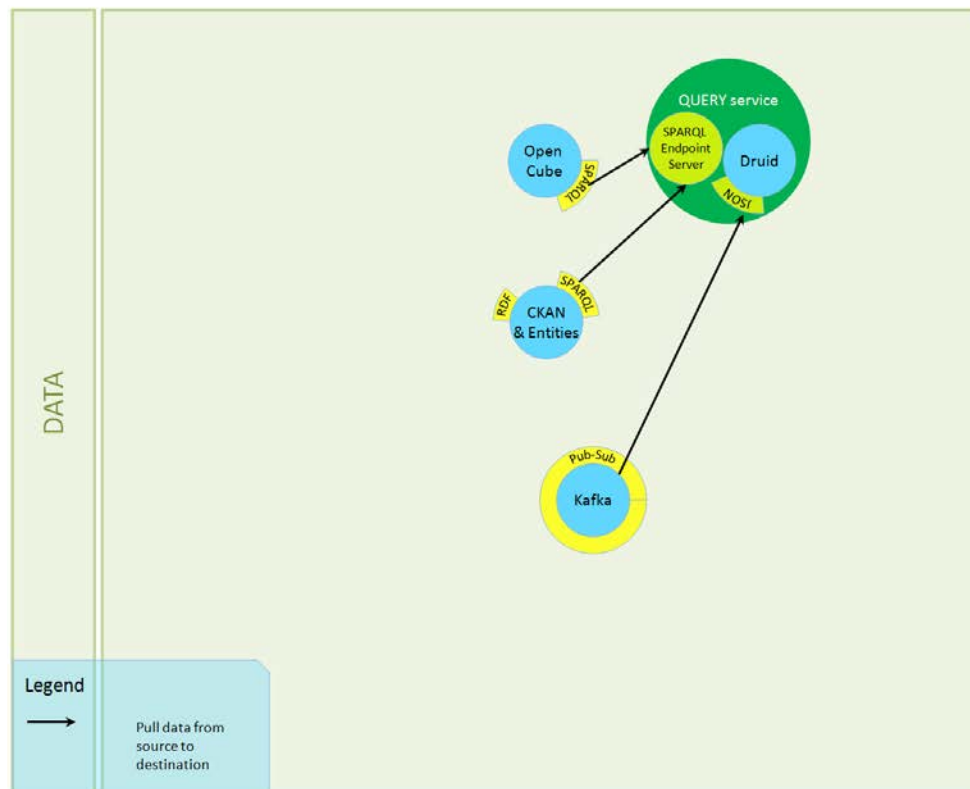 DATA
QUERY service
SPARQL
Endpoint
Server
Druid
JSON
Open
Cube
SPARQL
RDF
SPARQL
CKAN
& Entities
Pub-Sub
Kafka
Legend
Pull data from
source to
destination